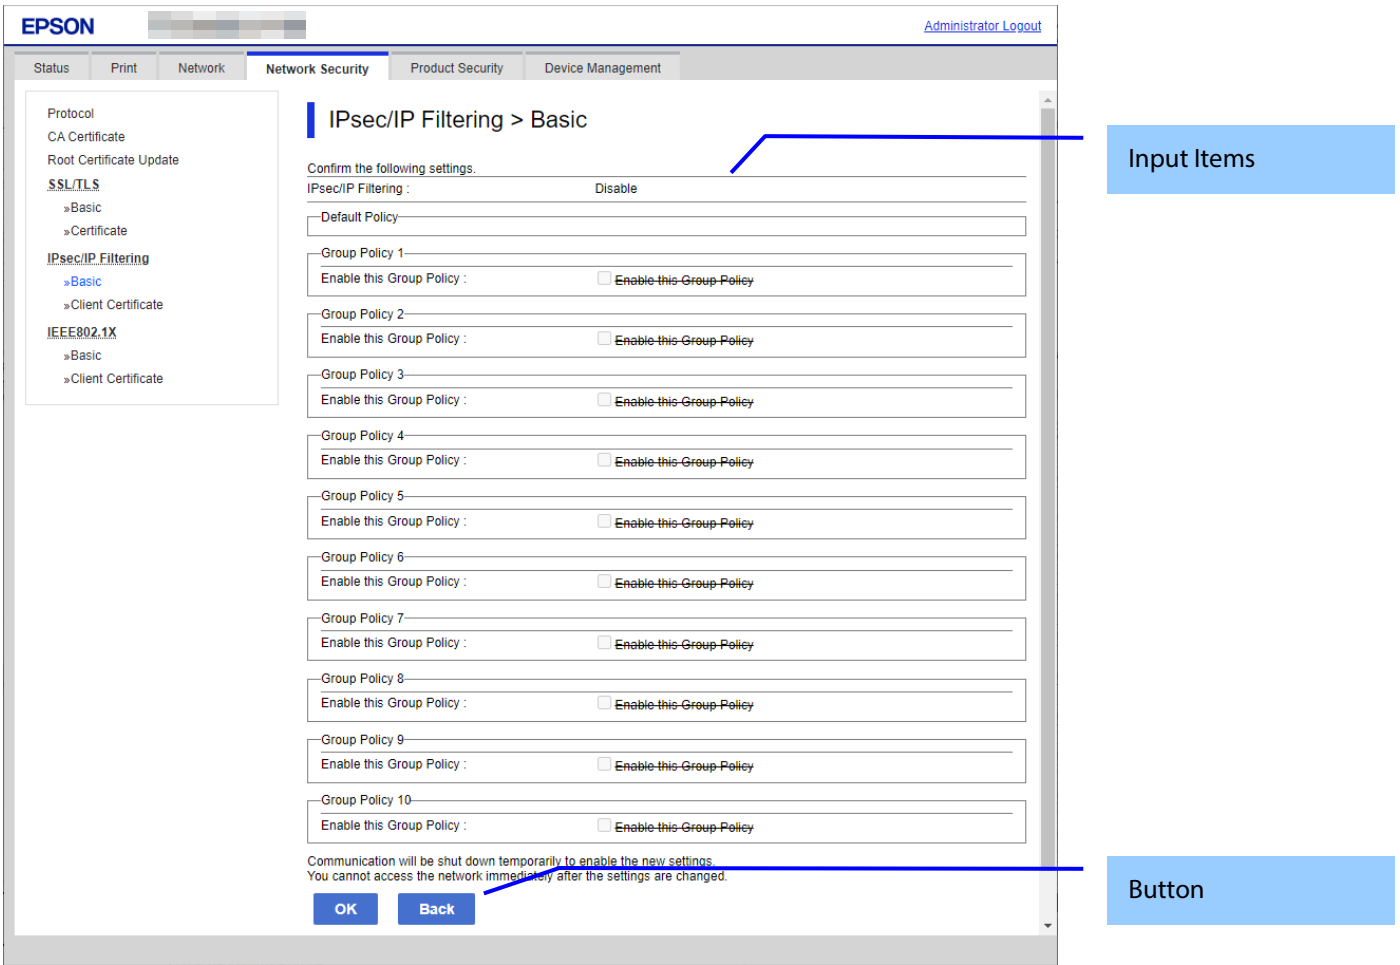 EPSON
Administrator Logout
Status Print Network Network Security Product Security Device Management
Protocol
CA Certificate
Root Certificate Update
SSL/TLS
»Basic
»Certificate
IPsec/IP Filtering
»Basic
»Client Certificate
IEEE802.1X
»Basic
»Client Certificate
IPsec/IP Filtering > Basic
Confirm the following settings.
IPsec/IP Filtering : Disable
Default Policy
Group Policy 1
Enable this Group Policy : Enable this Group Policy
Group Policy 2
Enable this Group Policy : Enable this Group Policy
Group Policy 3
Enable this Group Policy : Enable this Group Policy
Group Policy 4
Enable this Group Policy : Enable this Group Policy
Group Policy 5
Enable this Group Policy : Enable this Group Policy
Group Policy 6
Enable this Group Policy : Enable this Group Policy
Group Policy 7
Enable this Group Policy : Enable this Group Policy
Group Policy 8
Enable this Group Policy : Enable this Group Policy
Group Policy 9
Enable this Group Policy : Enable this Group Policy
Group Policy 10
Enable this Group Policy : Enable this Group Policy
Communication will be shut down temporarily to enable the new settings.
You cannot access the network immediately after the settings are changed.
OK Back
Input Items
Button